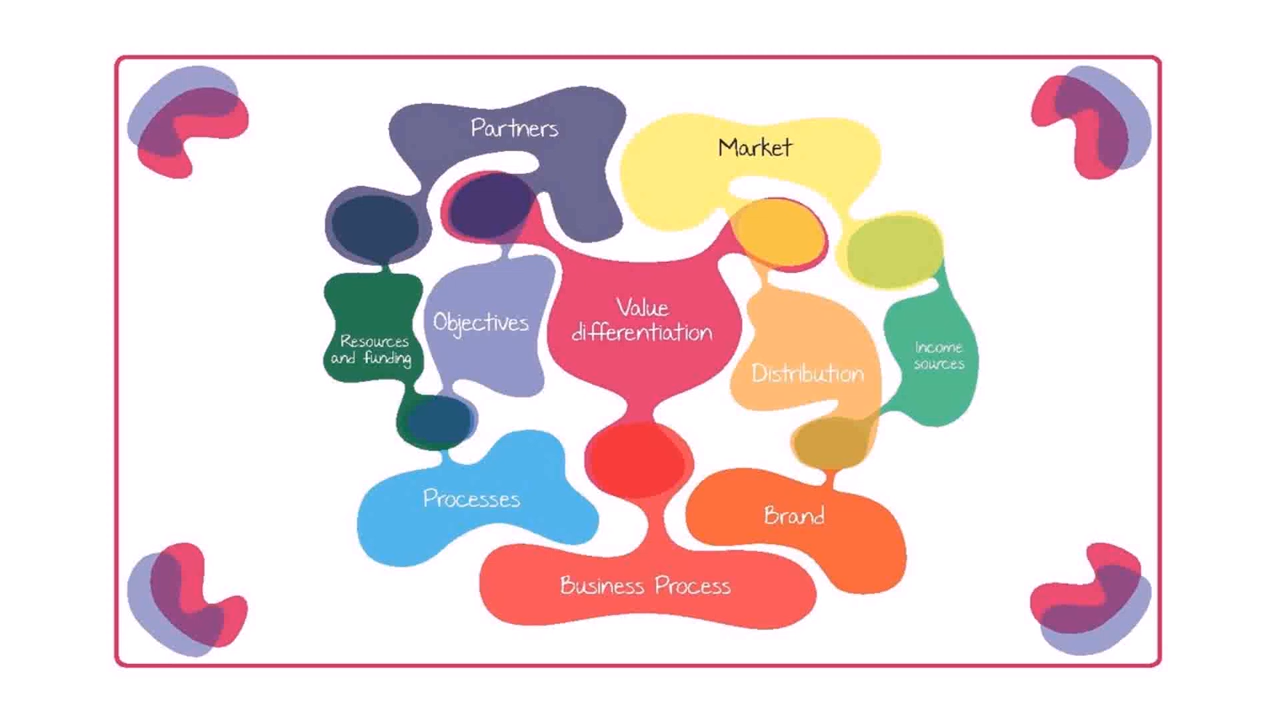 Partners
Market
Value
differentiation
Objectives
Resources
and funding
Distribution
Income
sources
Processes
Brand
Business Process